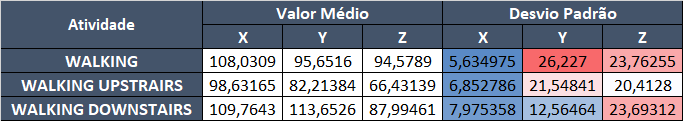 Atividade Valor Médio Desvio Padrão
X Y Z X Y Z
WALKING 108,0309 95,6516 94,5789 5,634975 26,227 23,76255
WALKING UPSTAIRS 98,63165 82,21384 66,43139 6,852786 21,54841 20,4128
WALKING DOWNSTAIRS 109,7643 113,6526 87,99461 7,975358 12,56464 23,69312